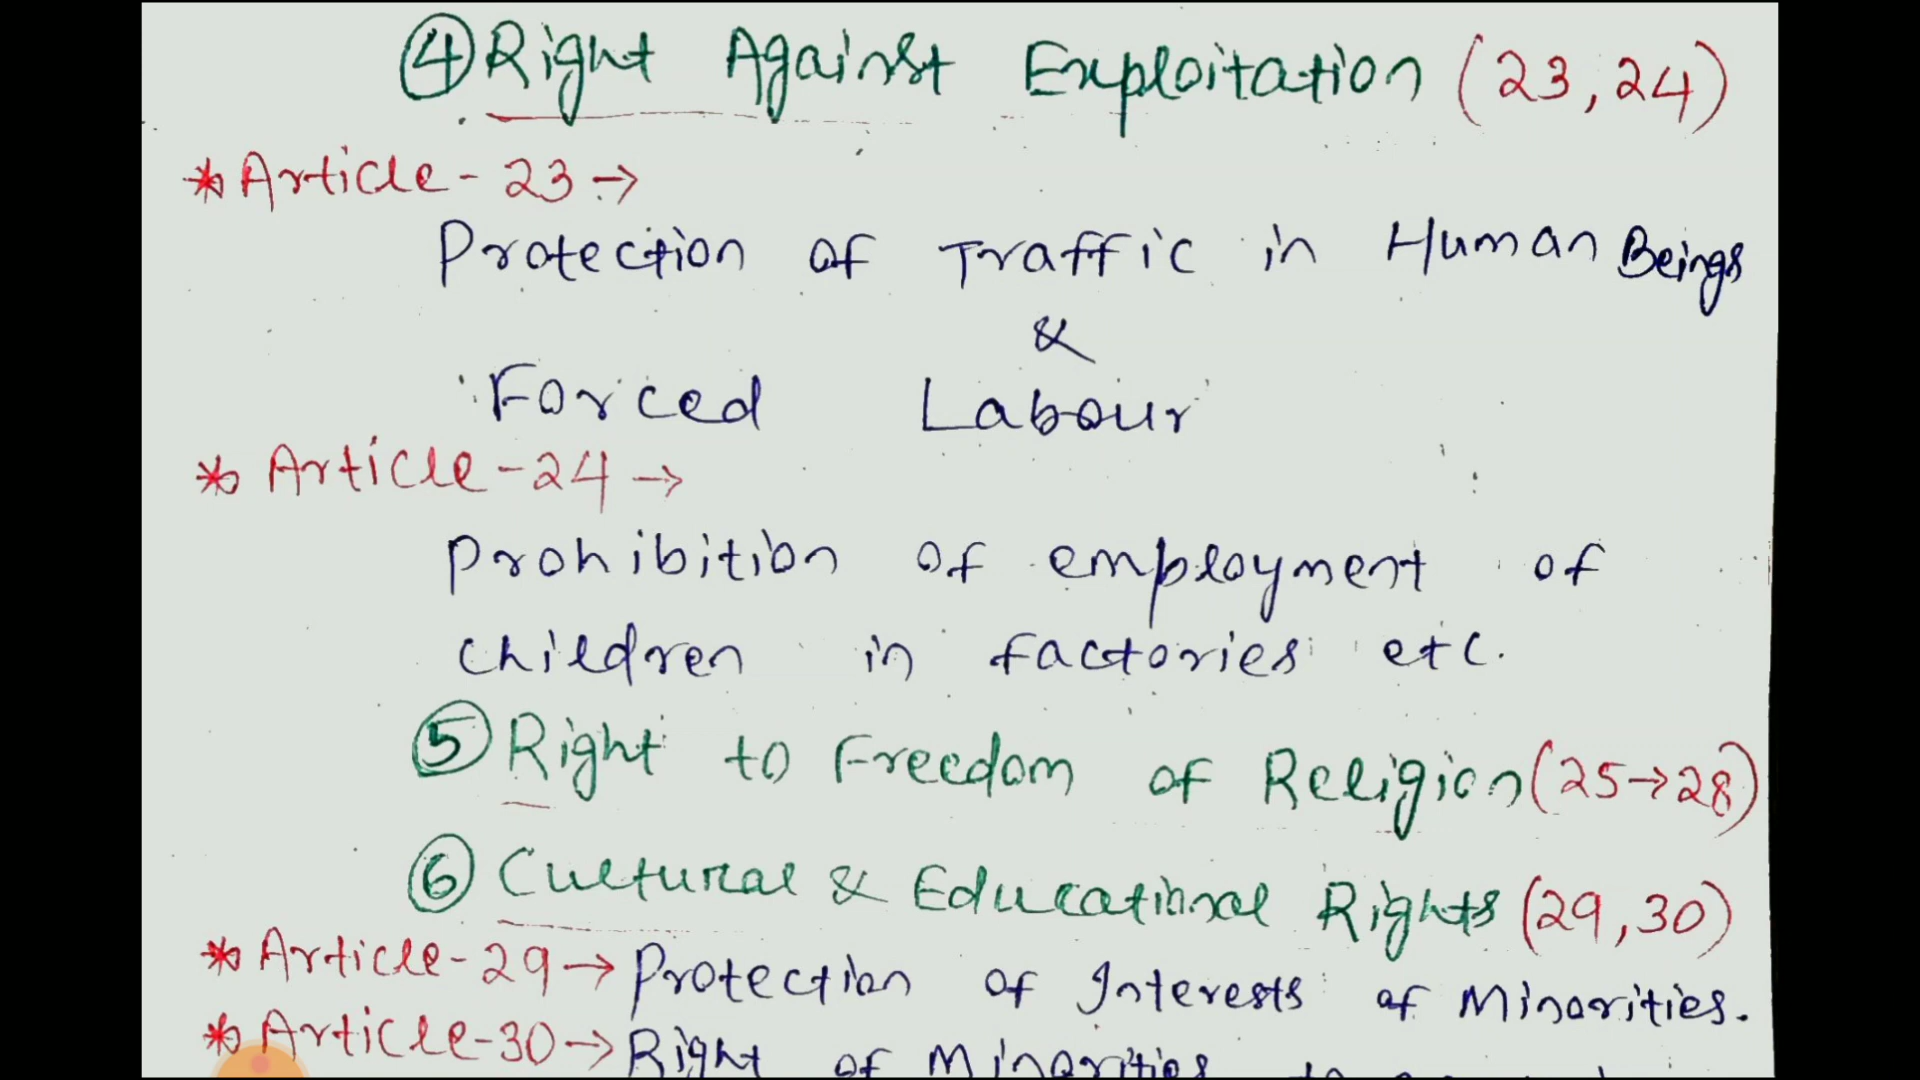 ④ Right Against Exploitation (23, 24)
* Article - 23 →
Protection of Traffic in Human Beings
&
Forced Labour
* Article - 24 →
Prohibition of employment of
children in factories etc.
⑤ Right to Freedom of Religion (25→28)
⑥ Cultural & Educational Rights (29, 30)
* Article - 29 → Protection of Interests of Minorities.
* Article-30 → Right of Minorities to